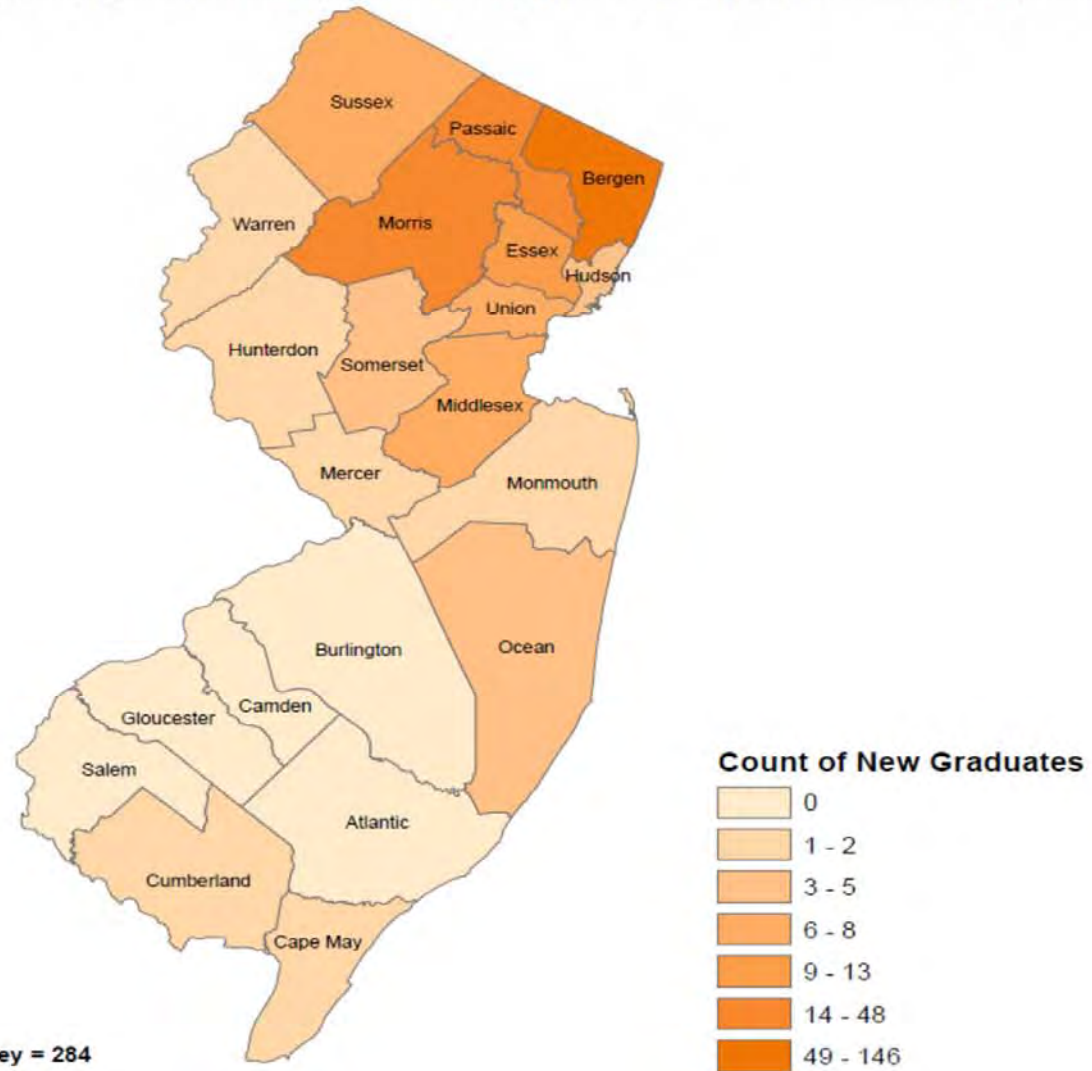 Sussex
Passaic
Bergen
Warren
Morris
Essex
Hudson
Union
Hunterdon
Somerset
Middlesex
Mercer
Monmouth
Burlington
Ocean
Camden
Gloucester
Salem
Atlantic
Cumberland
Cape May
Count of New Graduates
0
1 - 2
3 - 5
6 - 8
9 - 13
14 - 48
49 - 146
ey = 284